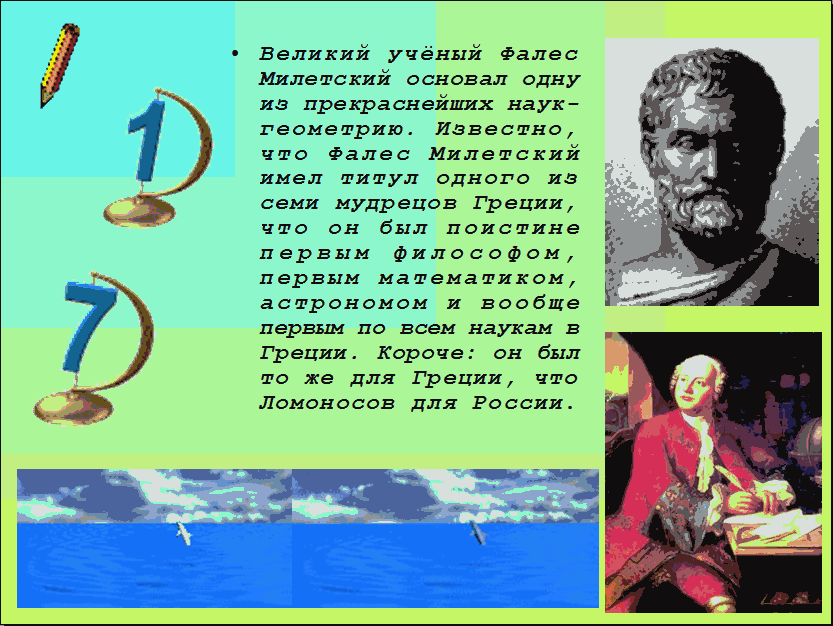 1
7
• Великий учёный Фалес
Милетский основал одну
из прекраснейших наук-
геометрию. Известно,
что Фалес Милетский
имел титул одного из
семи мудрецов Греции,
что он был поистине
первым философом,
первым математиком,
астрономом и вообще
первым по всем наукам в
Греции. Короче: он был
то же для Греции, что
Ломоносов для России.